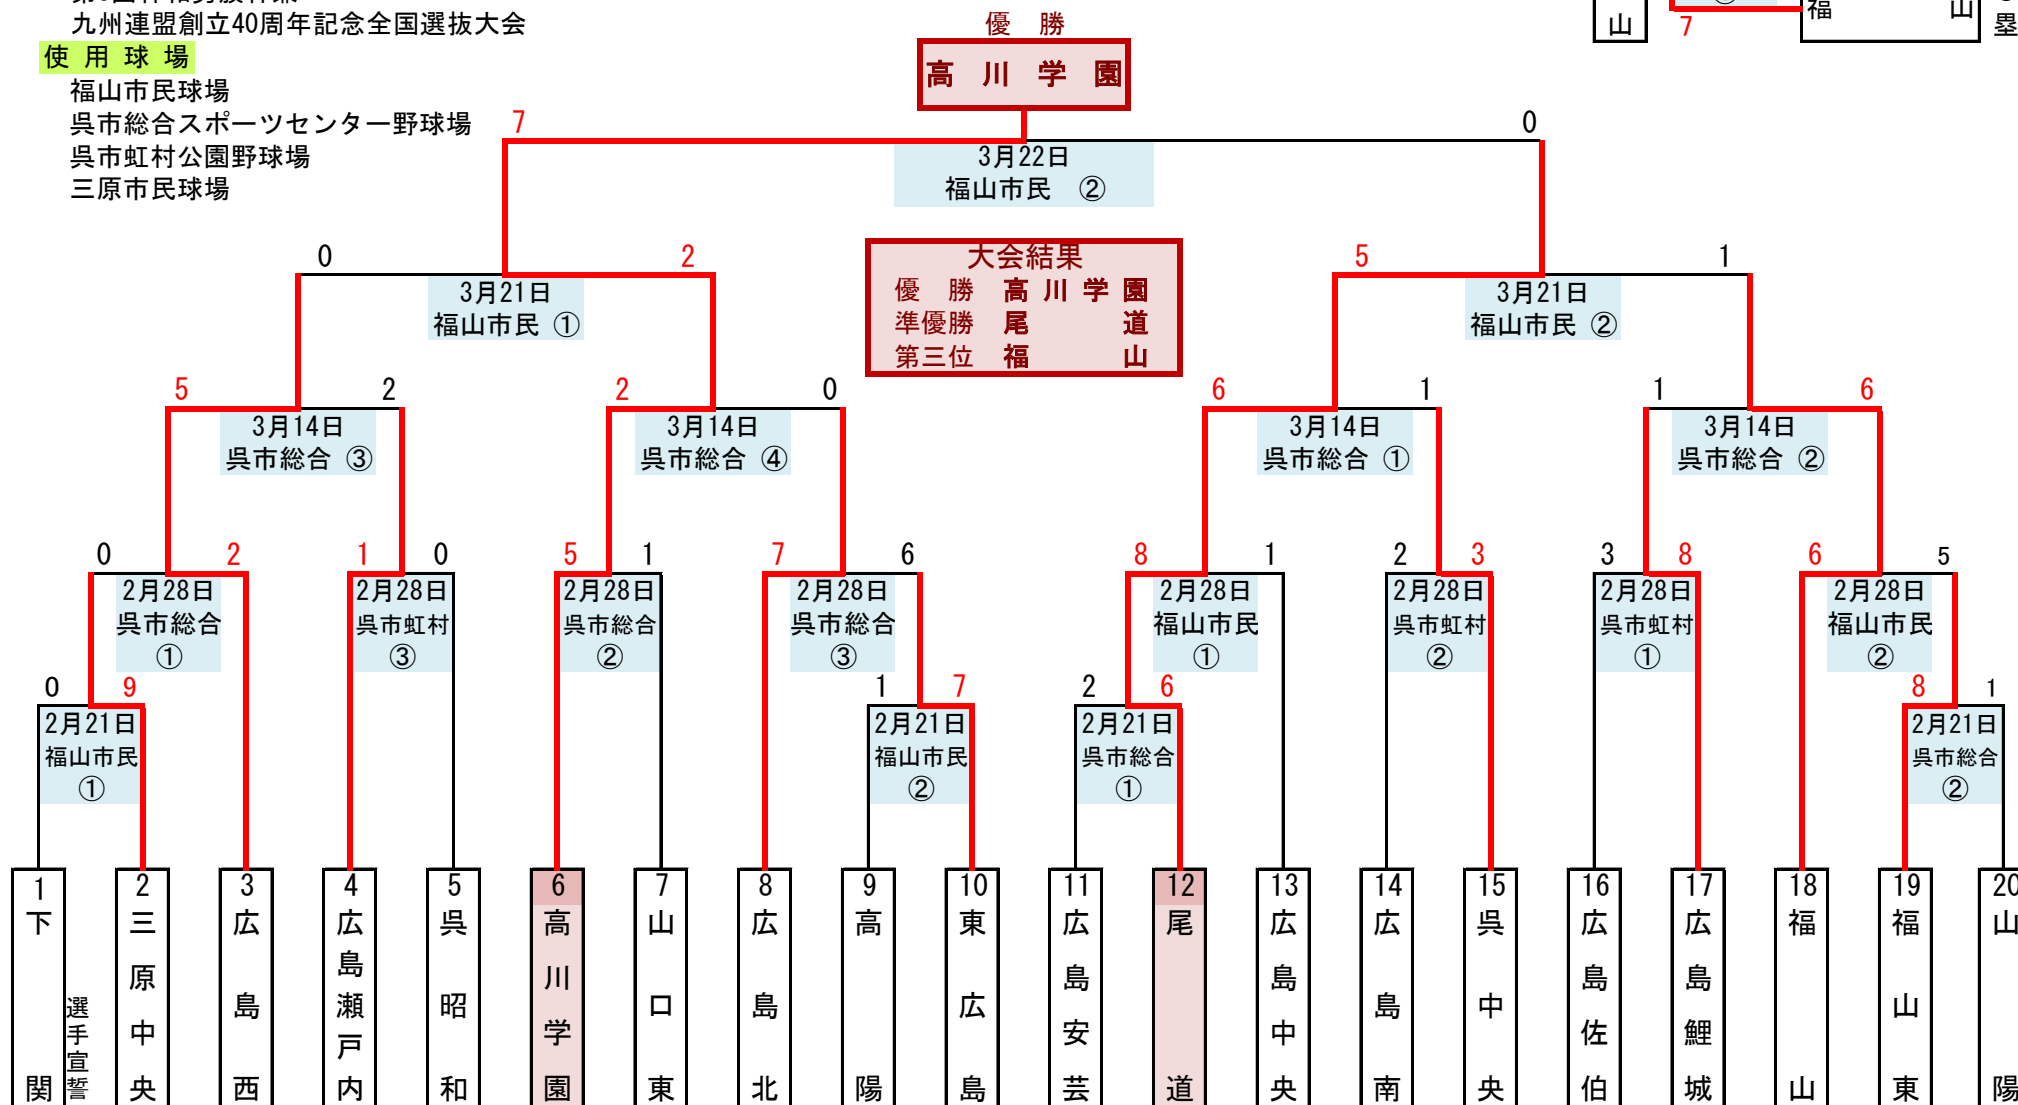 九州連盟創立40周年記念全国選抜大会
使用球場
福山市民球場
呉市総合スポーツセンター野球場
呉市虹村公園野球場
三原市民球場
優 勝
高川学園
山
7
福 山
塁
7
0
3月22日
福山市民 ②
大会結果
優 勝 高川学園
準優勝 尾 道
第三位 福 山
0
2
3月21日
福山市民 ①
5
1
3月21日
福山市民 ②
5
2
3月14日
呉市総合 ③
2
0
3月14日
呉市総合 ④
6
1
3月14日
呉市総合 ①
1
6
3月14日
呉市総合 ②
0
2
2月28日
呉市総合
①
1
0
2月28日
呉市虹村
③
5
1
2月28日
呉市総合
②
7
6
2月28日
呉市総合
③
8
1
2月28日
福山市民
①
2
3
2月28日
呉市虹村
②
3
8
2月28日
呉市虹村
①
6
5
2月28日
福山市民
②
0
9
2月21日
福山市民
①
1
7
2月21日
福山市民
②
2
6
2月21日
呉市総合
①
8
1
2月21日
呉市総合
②
1
下関
選手宣誓
2
三原中央
3
広島西
4
広島瀬戸内
5
呉昭和
6
高川学園
7
山口東
8
広島北
9
高陽
10
東広島
11
広島安芸
12
尾道
13
広島中央
14
広島南
15
呉中央
16
広島佐伯
17
広島鯉城
18
福山
19
福山東
20
山陽